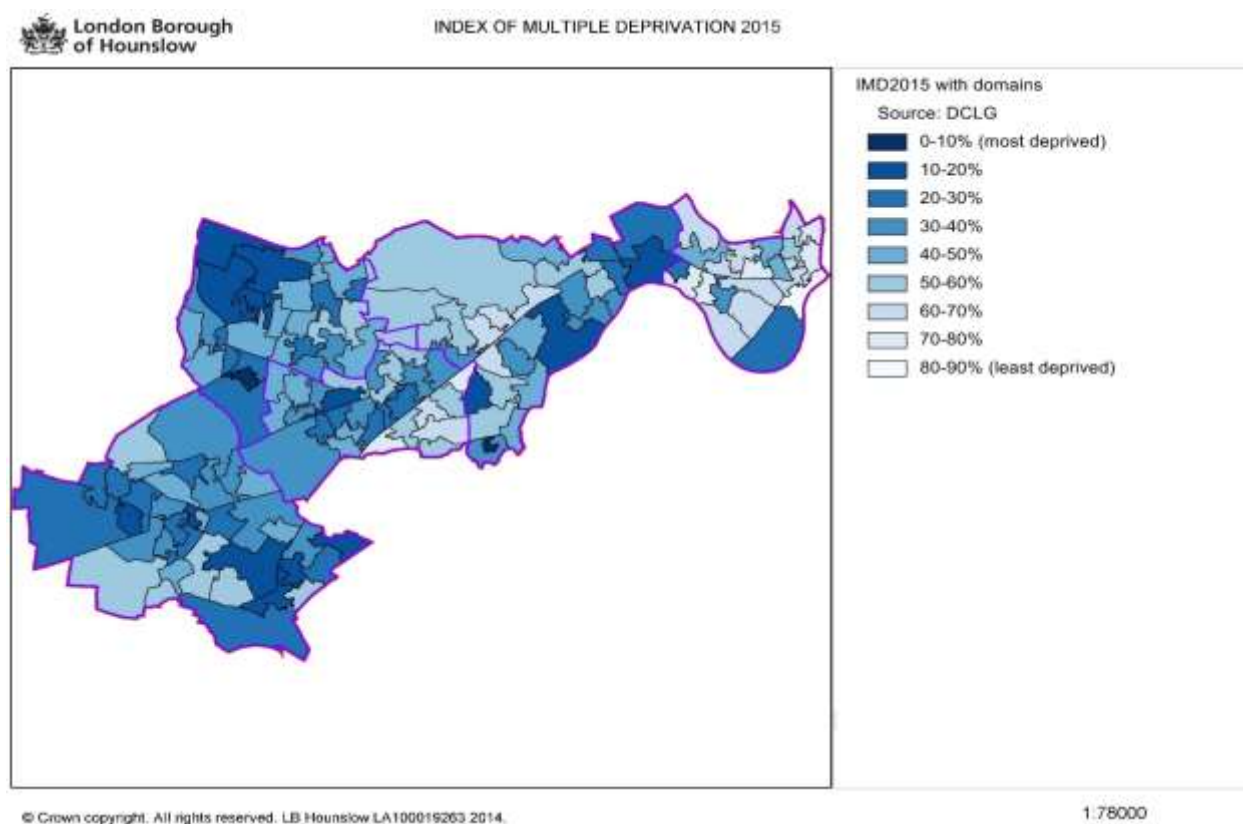 London Borough
of Hounslow
INDEX OF MULTIPLE DEPRIVATION 2015
IMD2015 with domains
Source: DCLG
0-10% (most deprived)
10-20%
20-30%
30-40%
40-50%
50-60%
60-70%
70-80%
80-90% (least deprived)
© Crown copyright. All rights reserved. LB Hounslow LA100019263 2014.
1:78000